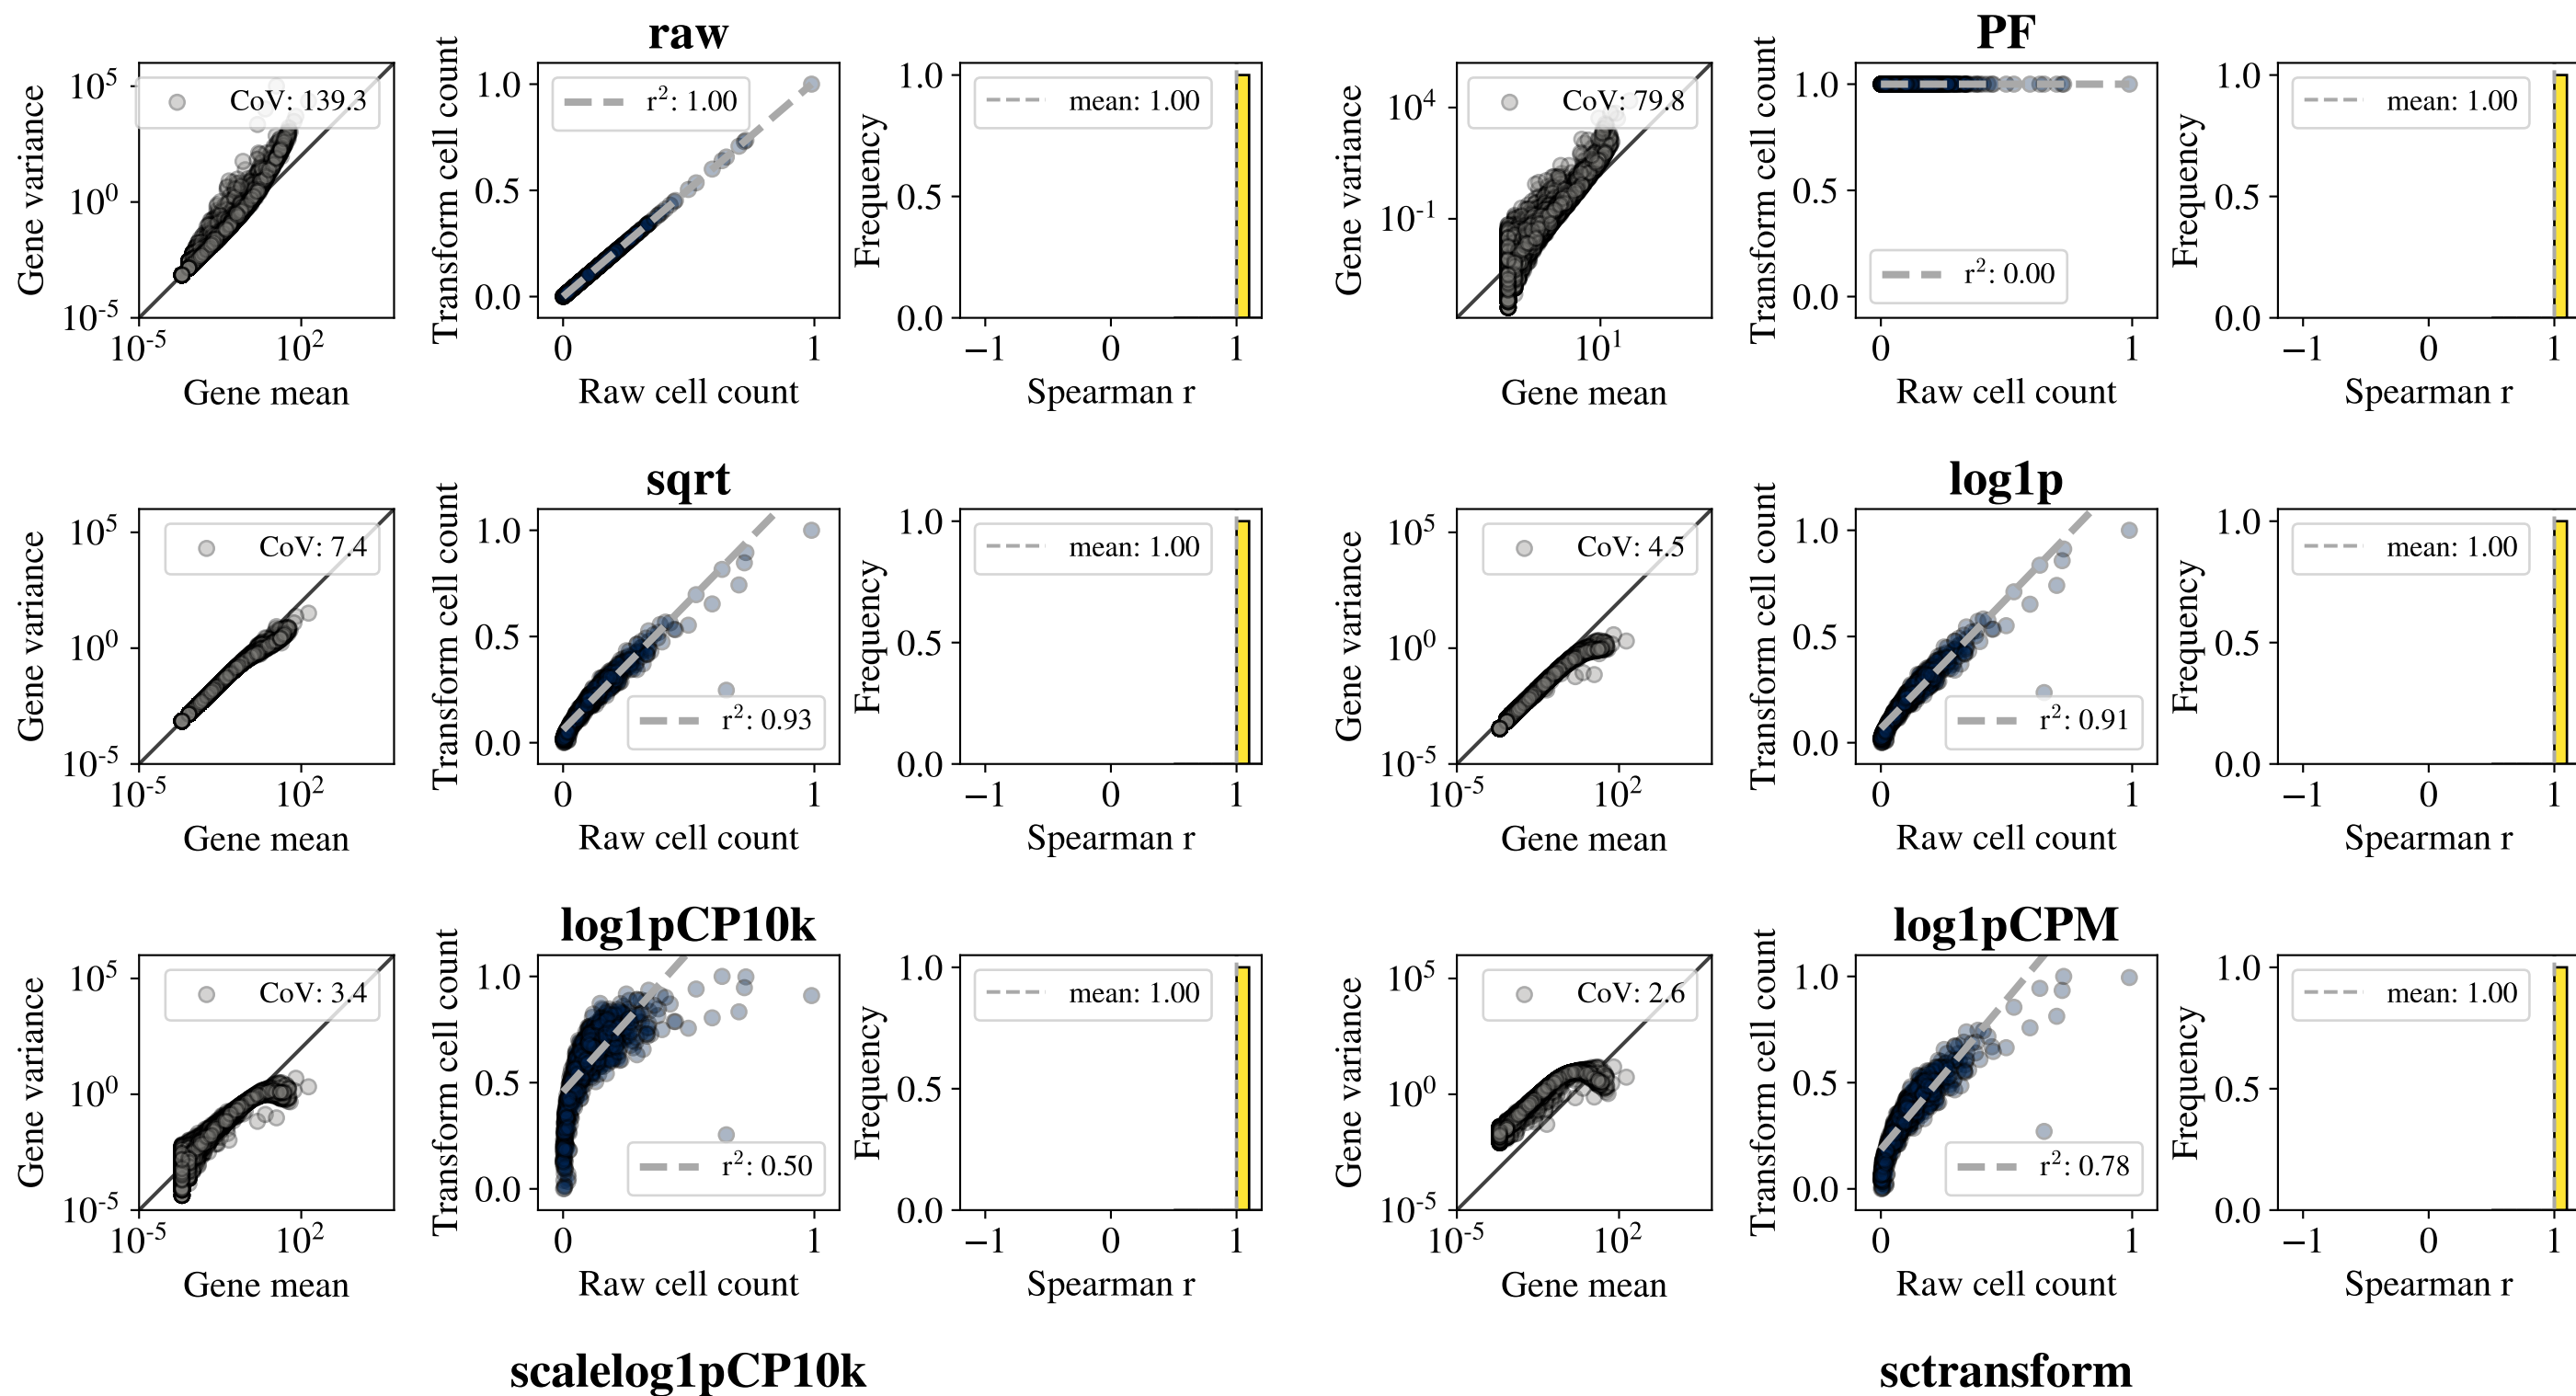 raw
Gene variance
10^5
10^0
10^-5
CoV: 139.3
10^-5
10^2
Gene mean
Transform cell count
1.0
0.5
0.0
r^2: 1.00
0
1
Raw cell count
Frequency
1.0
0.5
0.0
mean: 1.00
−1
0
1
Spearman r
PF
Gene variance
10^4
10^-1
CoV: 79.8
10^1
Gene mean
Transform cell count
1.0
0.5
0.0
r^2: 0.00
0
1
Raw cell count
Frequency
1.0
0.5
0.0
mean: 1.00
−1
0
1
Spearman r
sqrt
Gene variance
10^5
10^0
10^-5
CoV: 7.4
10^-5
10^2
Gene mean
Transform cell count
1.0
0.5
0.0
r^2: 0.93
0
1
Raw cell count
Frequency
1.0
0.5
0.0
mean: 1.00
−1
0
1
Spearman r
log1p
Gene variance
10^5
10^0
10^-5
CoV: 4.5
10^-5
10^2
Gene mean
Transform cell count
1.0
0.5
0.0
r^2: 0.91
0
1
Raw cell count
Frequency
1.0
0.5
0.0
mean: 1.00
−1
0
1
Spearman r
log1pCP10k
Gene variance
10^5
10^0
10^-5
CoV: 3.4
10^-5
10^2
Gene mean
Transform cell count
1.0
0.5
0.0
r^2: 0.50
0
1
Raw cell count
Frequency
1.0
0.5
0.0
mean: 1.00
−1
0
1
Spearman r
log1pCPM
Gene variance
10^5
10^0
10^-5
CoV: 2.6
10^-5
10^2
Gene mean
Transform cell count
1.0
0.5
0.0
r^2: 0.78
0
1
Raw cell count
Frequency
1.0
0.5
0.0
mean: 1.00
−1
0
1
Spearman r
scalelog1pCP10k
sctransform